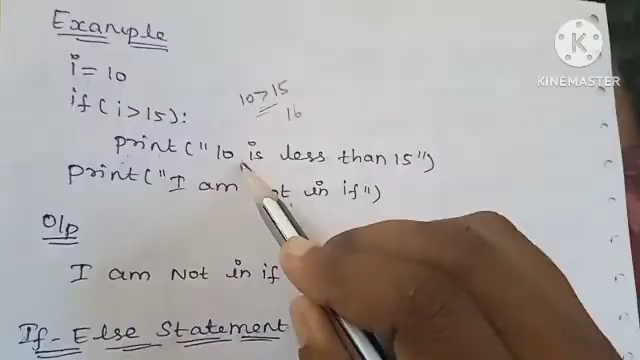 Example
i = 10
if(i>15):
10>15
16
print("10 is less than 15")
print("I am not in if")
O/p
I am Not in if
If-Else Statement
K
KINEMASTER